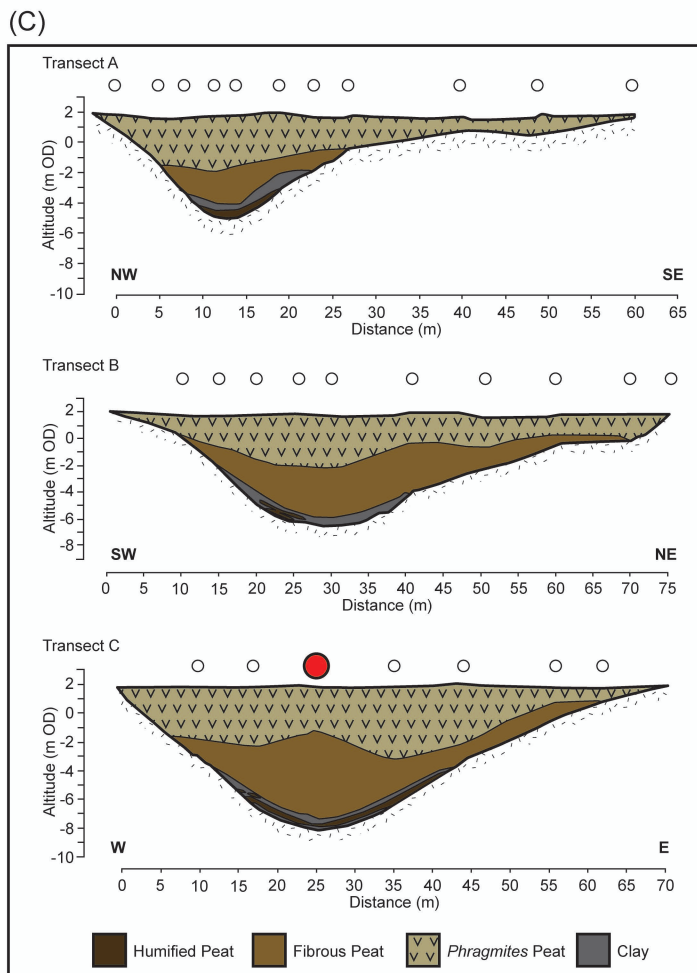 (C)
Transect A
Altitude (m OD)
2
0
-2
-4
-6
-8
-10
NW SE
0 5 10 15 20 25 30 35 40 45 50 55 60 65
Distance (m)
Transect B
Altitude (m OD)
2
0
-2
-4
-6
-8
SW NE
0 5 10 15 20 25 30 35 40 45 50 55 60 65 70 75
Distance (m)
Transect C
Altitude (m OD)
2
0
-2
-4
-6
-8
-10
W E
0 5 10 15 20 25 30 35 40 45 50 55 60 65 70
Distance (m)
Humified Peat Fibrous Peat Phragmites Peat Clay